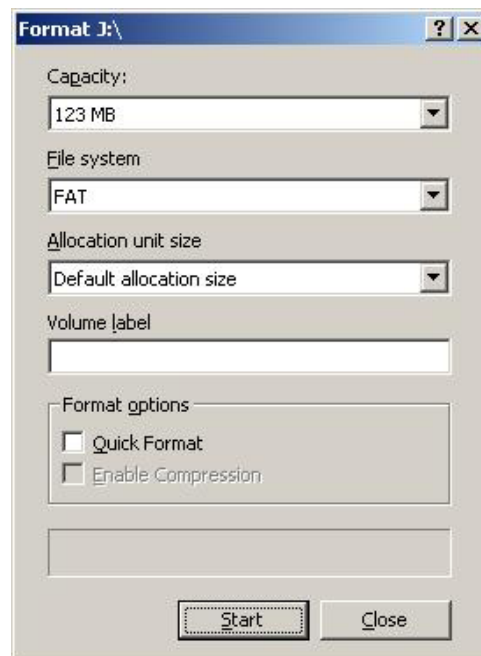 Format J:\
Capacity:
123 MB
File system
FAT
Allocation unit size
Default allocation size
Volume label
Format options
Quick Format
Enable Compression
Start
Close